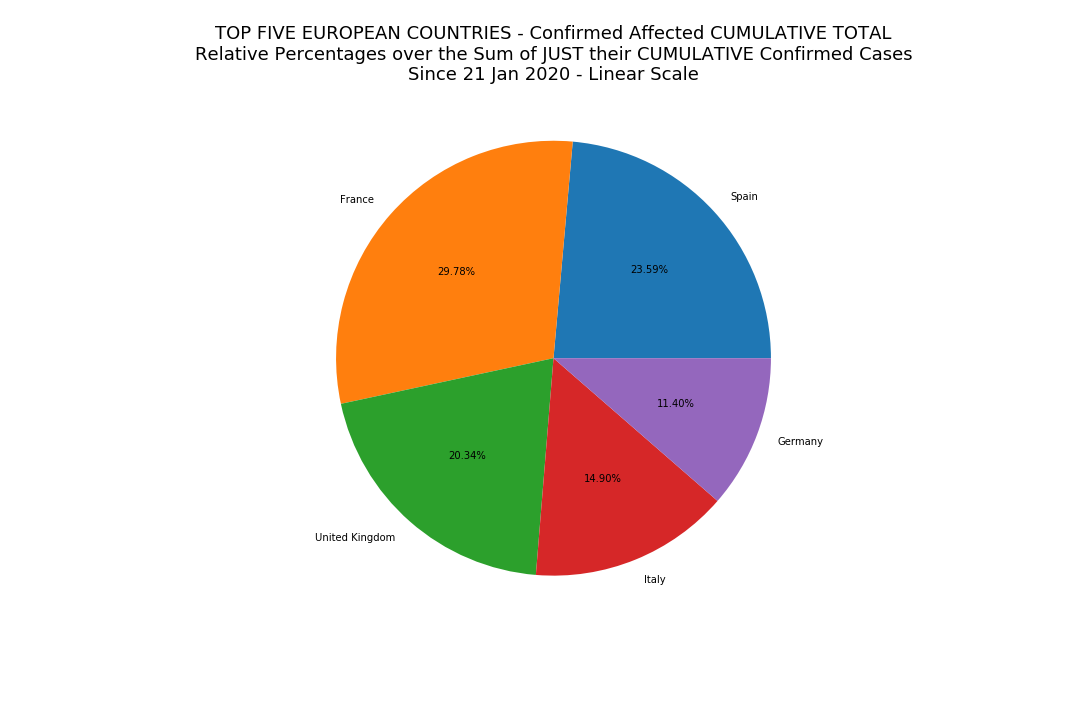 TOP FIVE EUROPEAN COUNTRIES - Confirmed Affected CUMULATIVE TOTAL
Relative Percentages over the Sum of JUST their CUMULATIVE Confirmed Cases
Since 21 Jan 2020 - Linear Scale
Spain
France
23.59%
29.78%
11.40%
Germany
20.34%
14.90%
United Kingdom
Italy